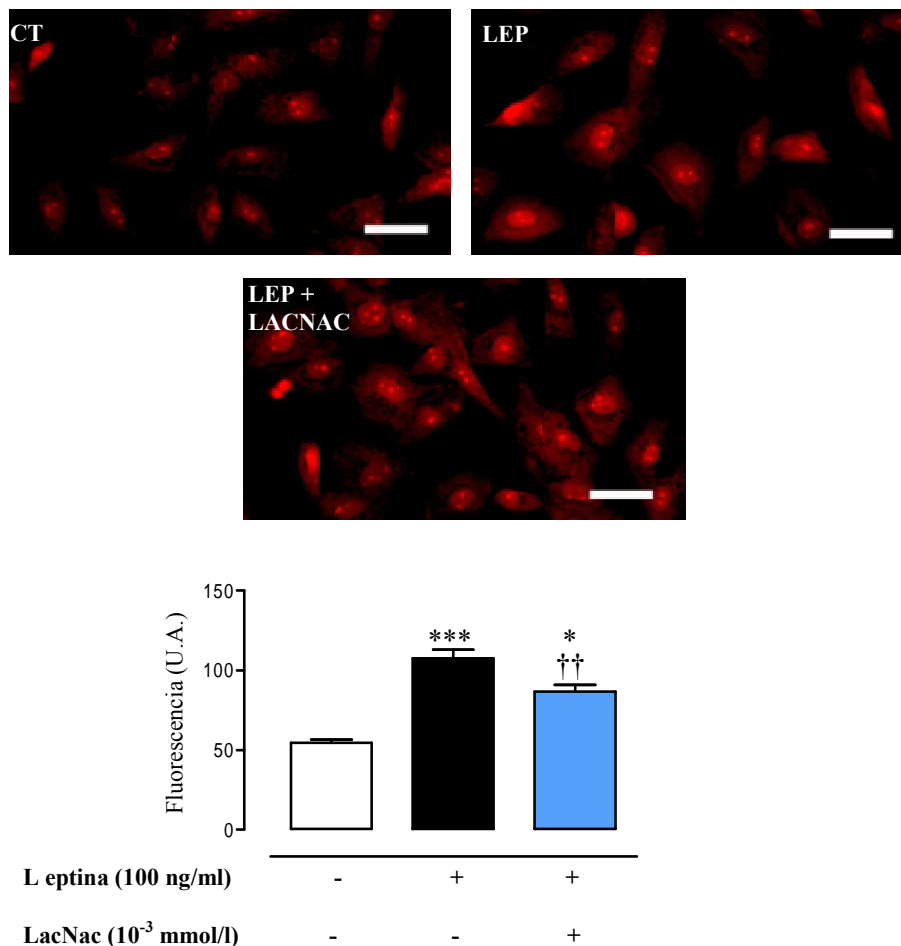 CT
LEP
LEP +
LACNAC
Fluorescencia (U.A.)
150
100
50
0
***
*
††
L eptina (100 ng/ml) - + +
LacNac (10⁻³ mmol/l) - - +